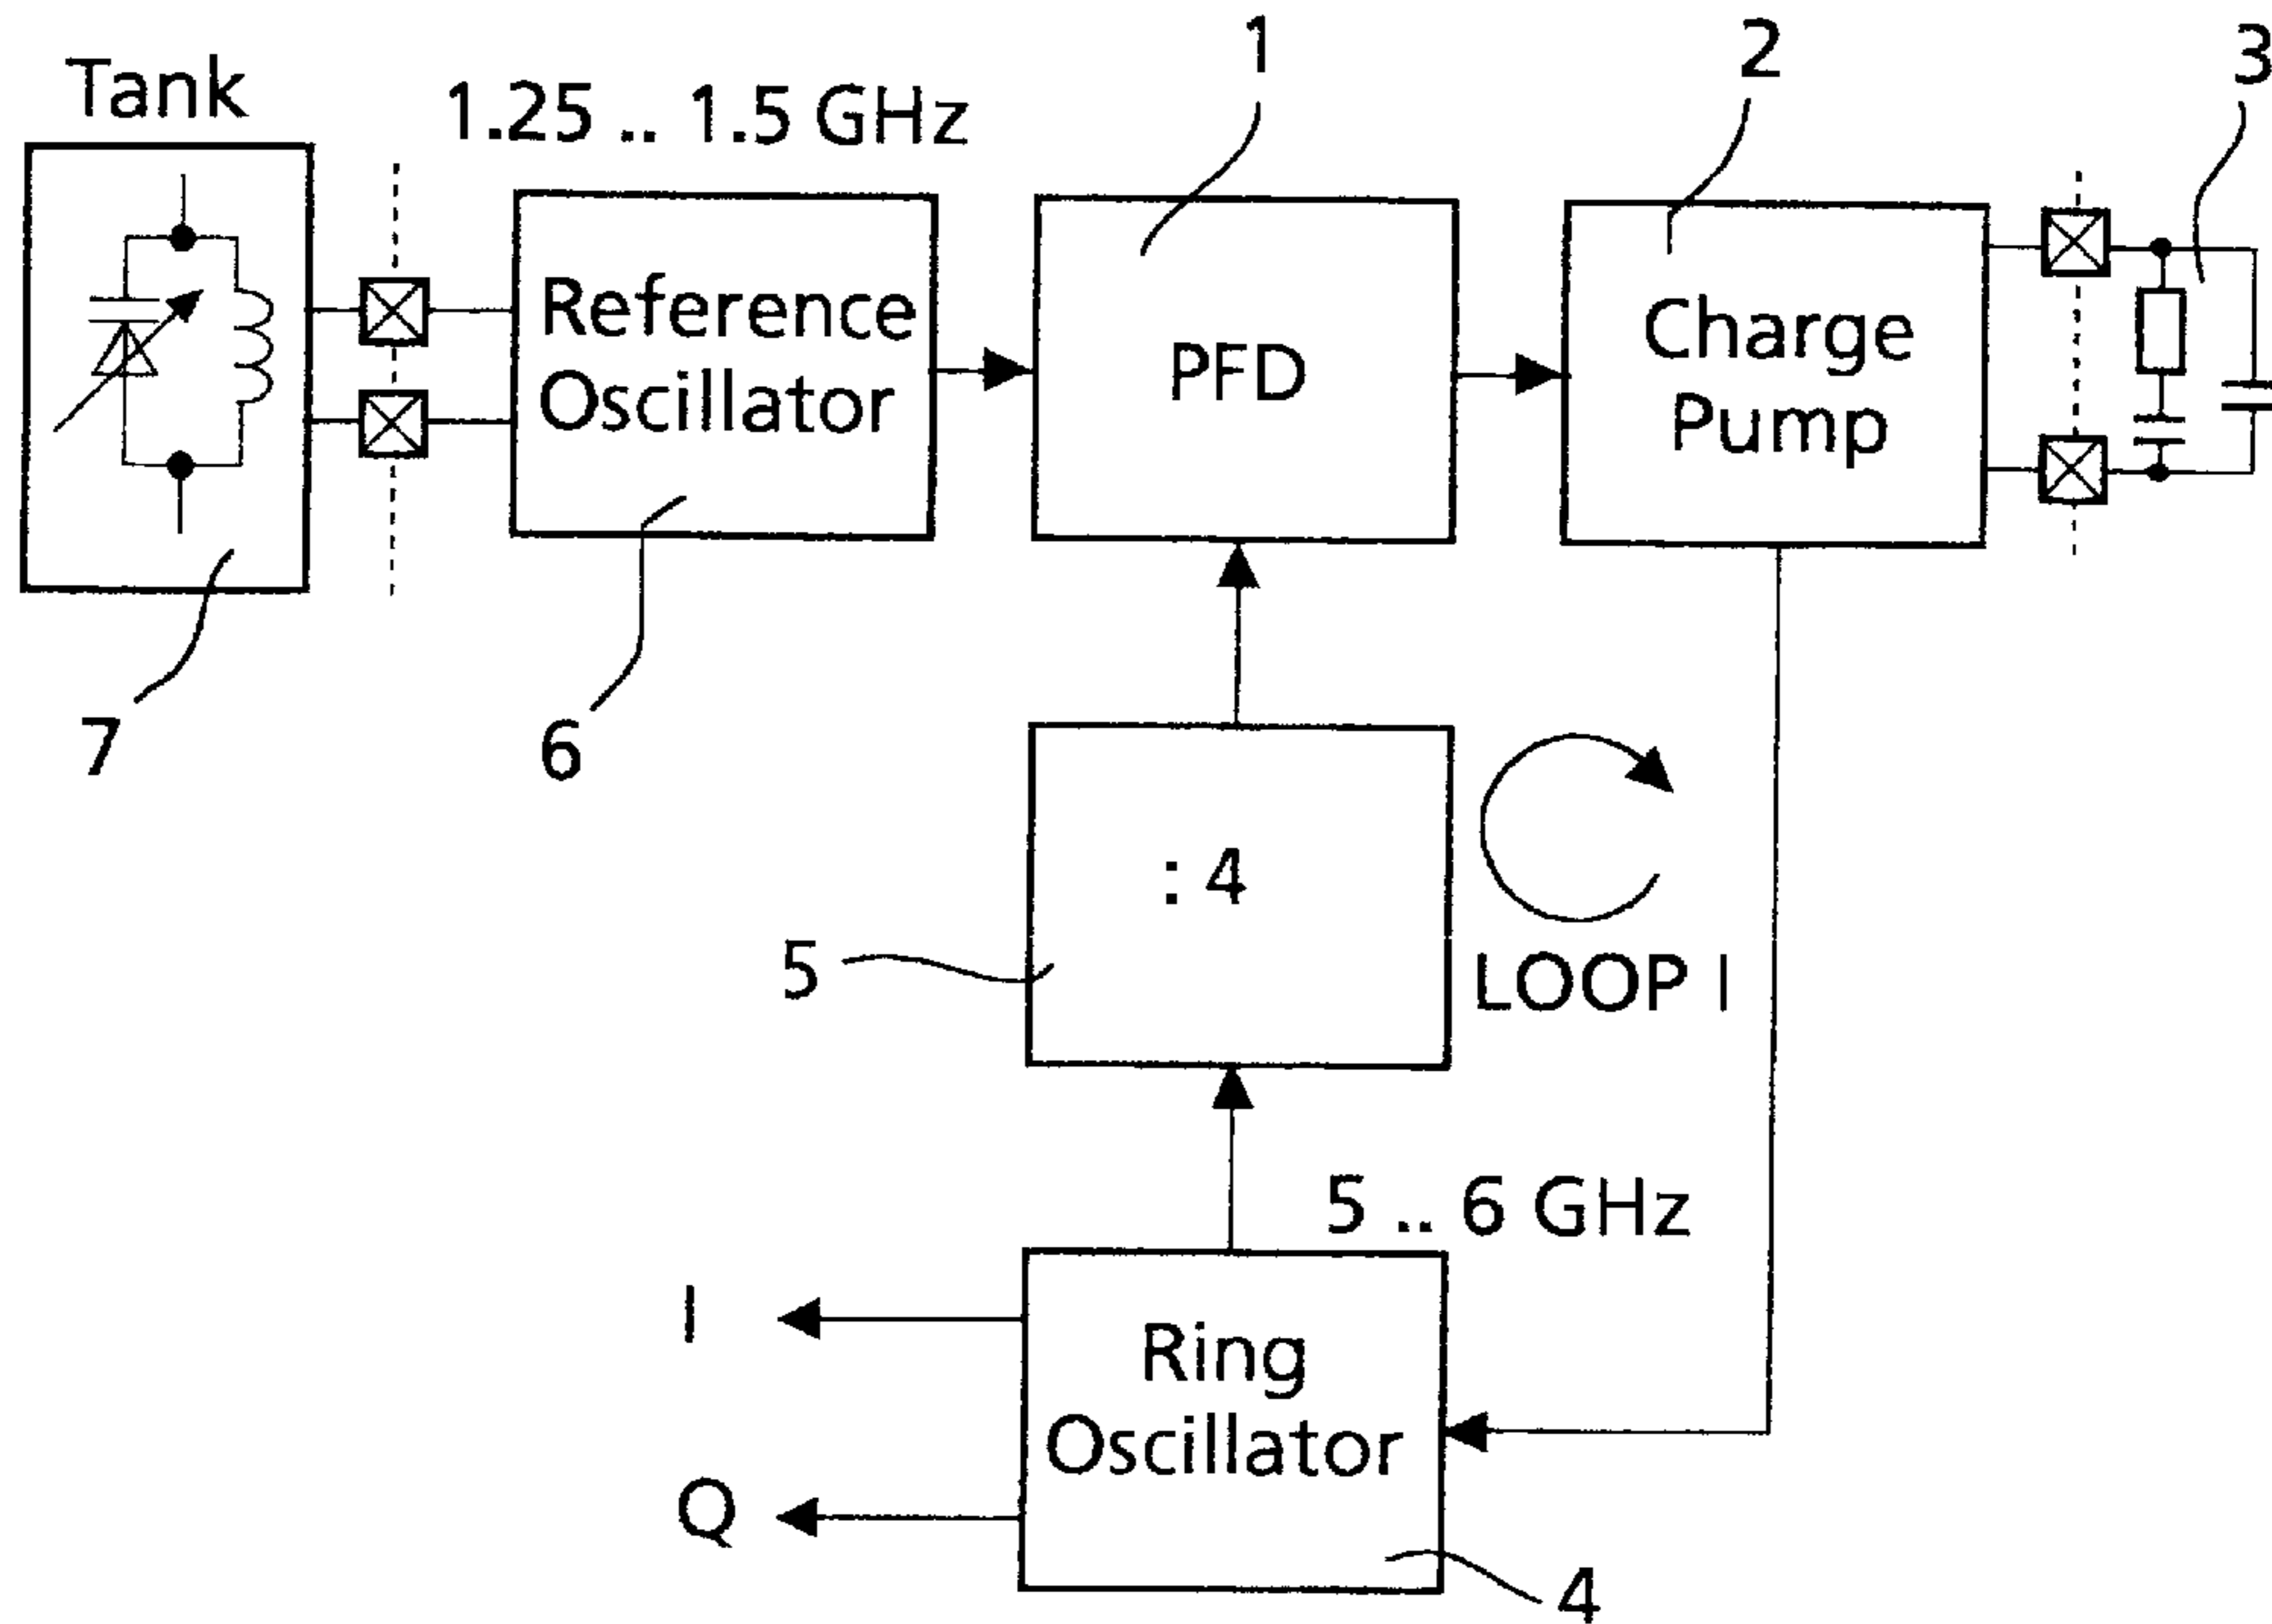 1
2
3
Tank
1.25 .. 1.5 GHz
Reference
Oscillator
PFD
Charge
Pump
7
6
: 4
5
LOOP I
5 .. 6 GHz
I
Ring
Oscillator
Q
4